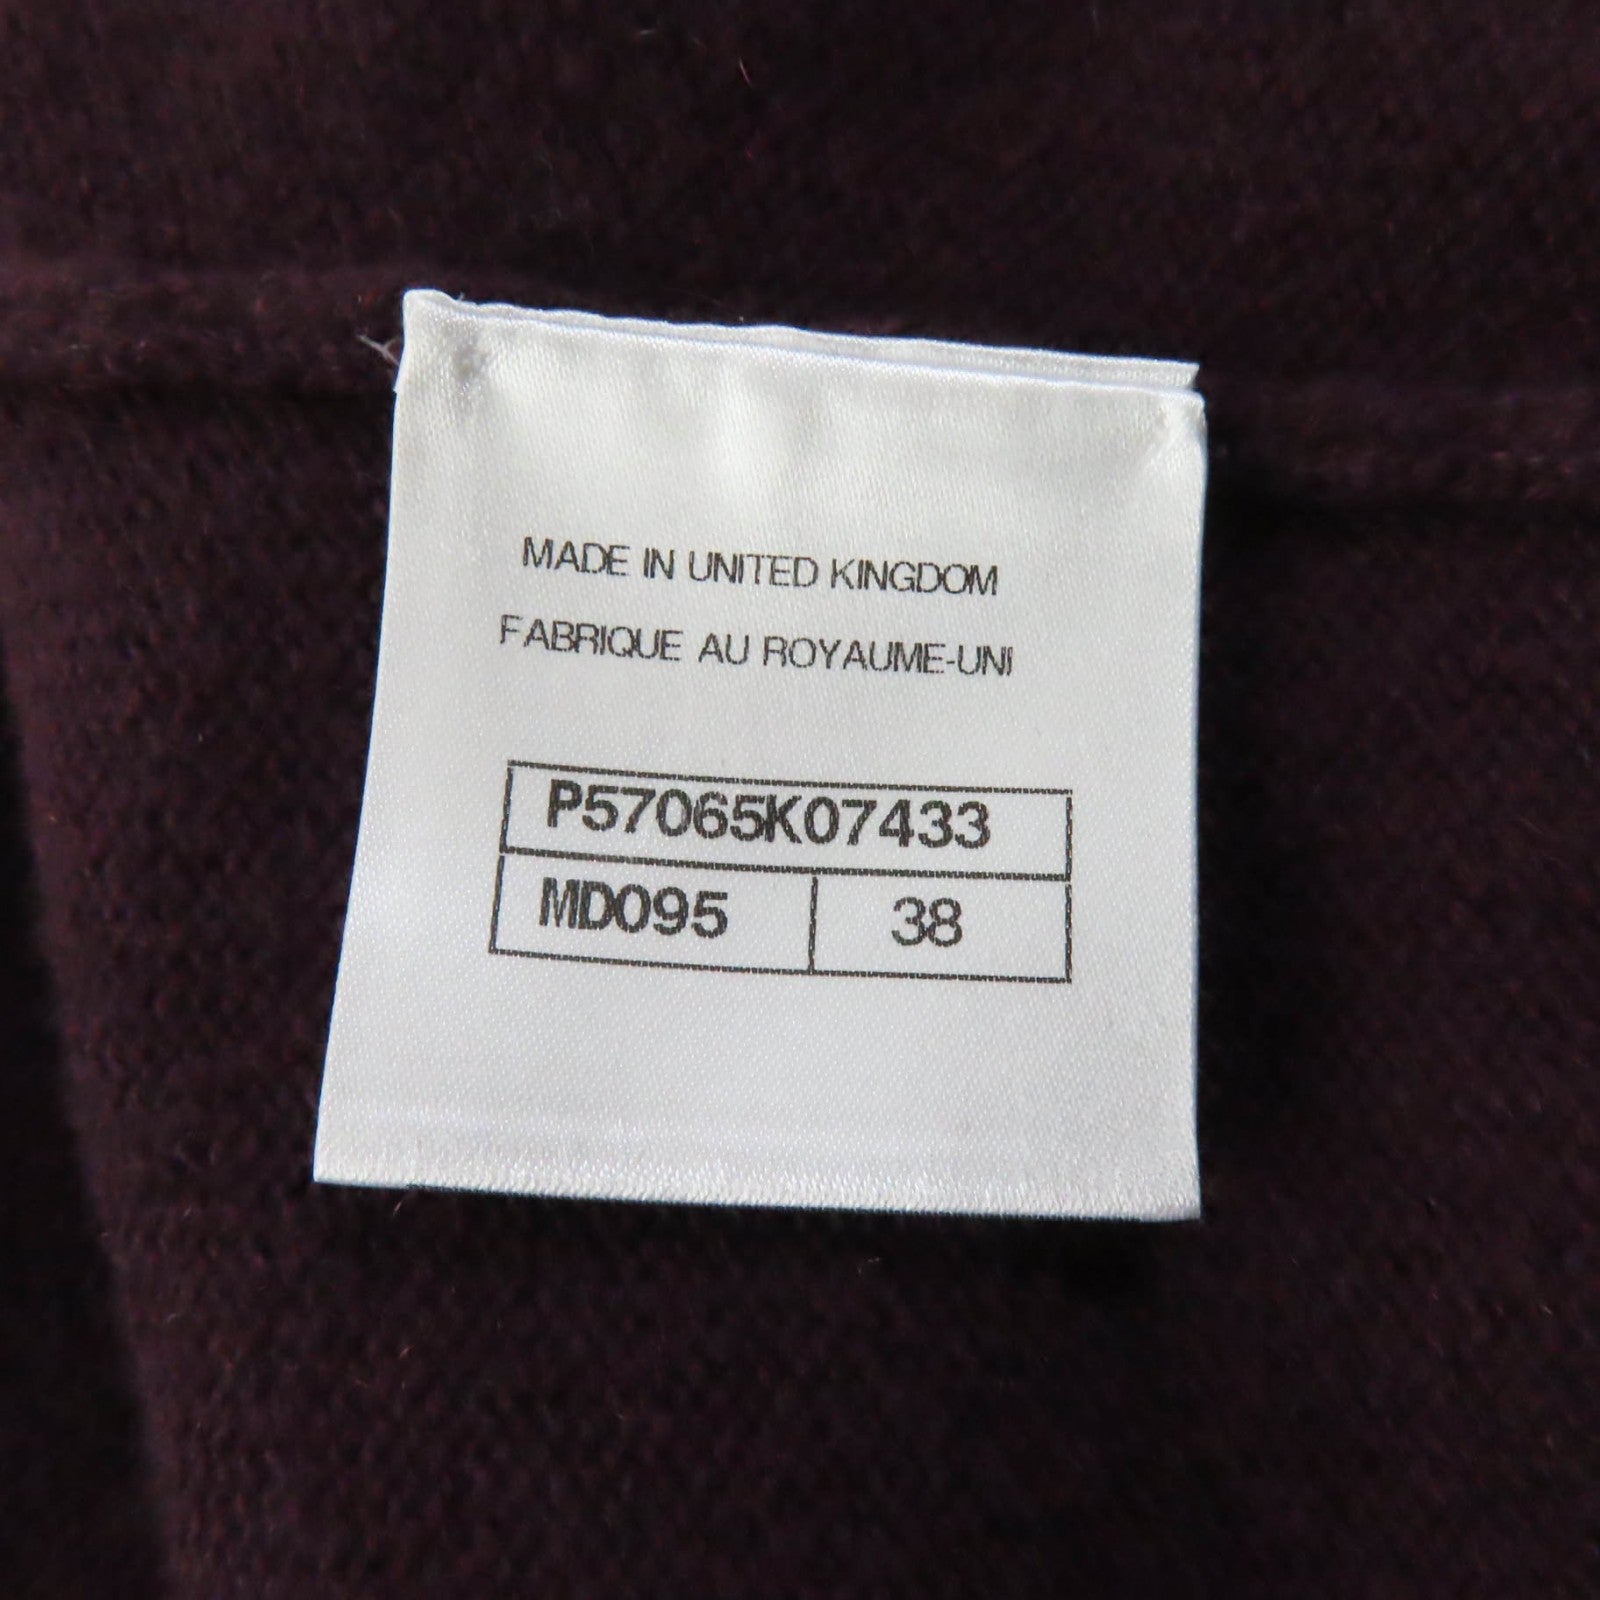 MADE IN UNITED KINGDOM
FABRIQUE AU ROYAUME-UNI
P57065K07433
MD095 38